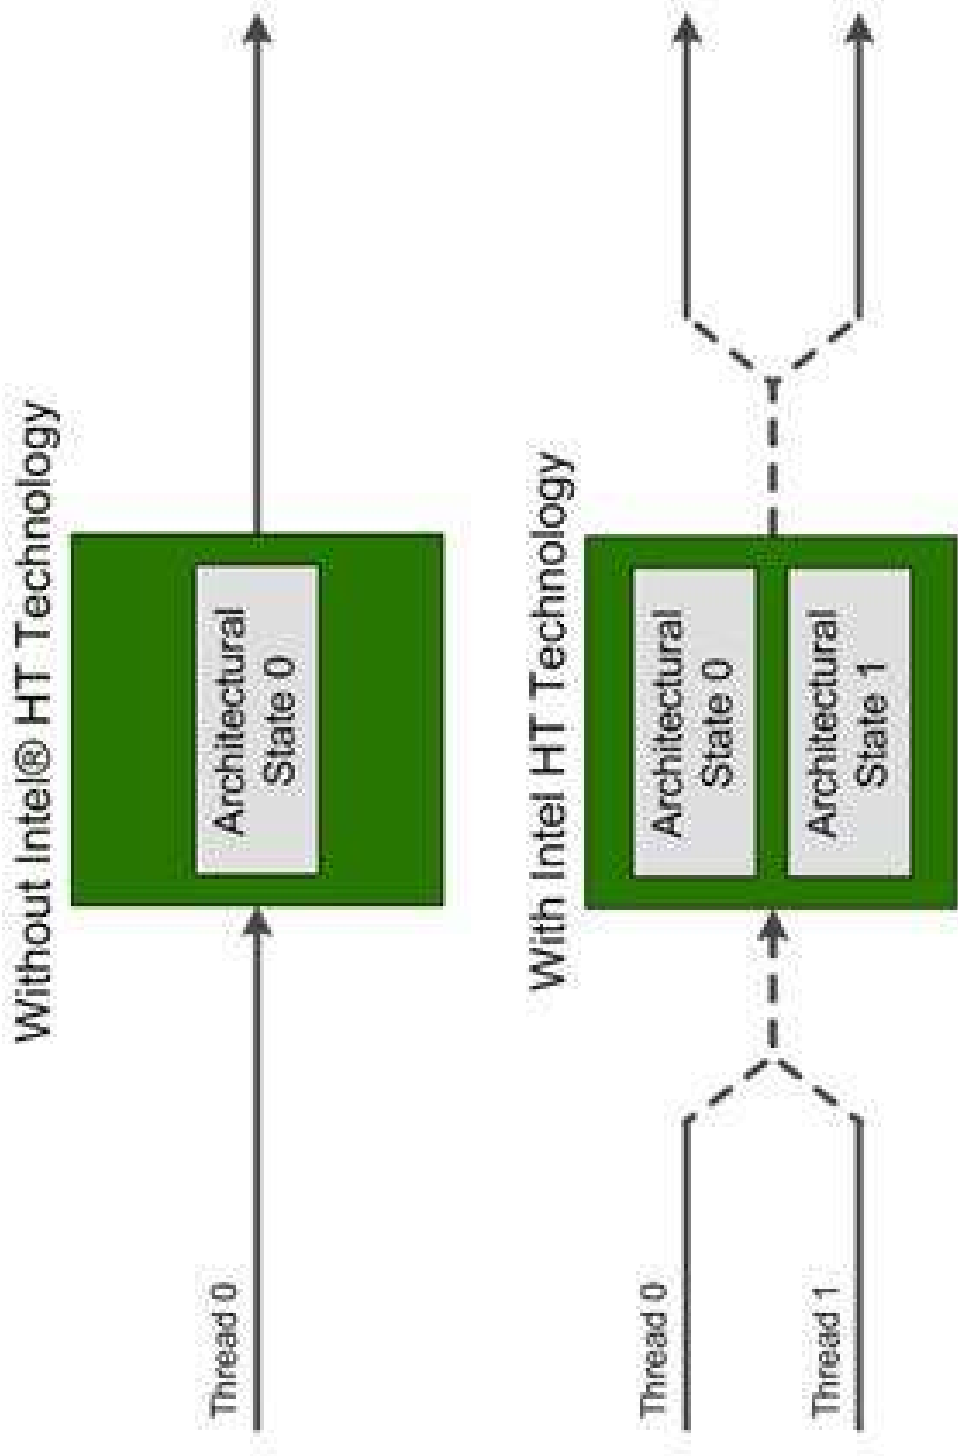 Without Intel® HT Technology
Thread 0
Architectural
State 0
With Intel HT Technology
Thread 0
Thread 1
Architectural
State 0
Architectural
State 1